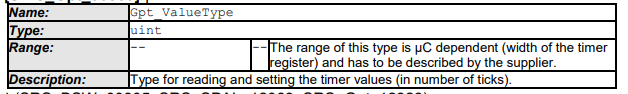 Name: Gpt_ValueType
Type: uint
Range: -- -- The range of this type is µC dependent (width of the timer
register) and has to be described by the supplier.
Description: Type for reading and setting the timer values (in number of ticks).